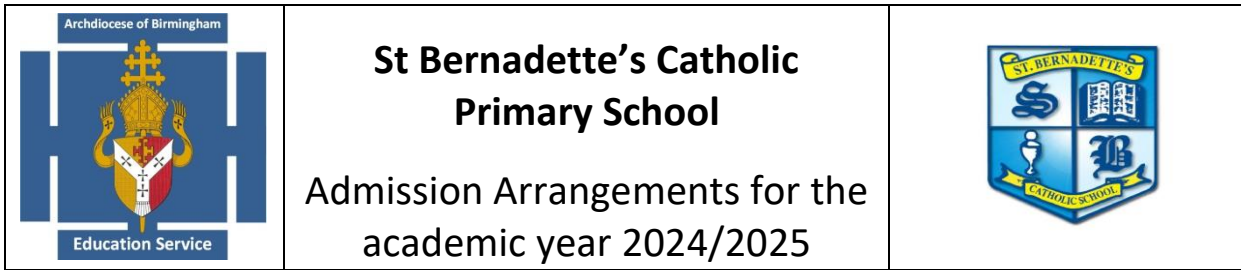 Archdiocese of Birmingham
Education Service
St Bernadette’s Catholic
Primary School
Admission Arrangements for the
academic year 2024/2025
ST. BERNADETTE'S
S
B
CATHOLIC SCHOOL